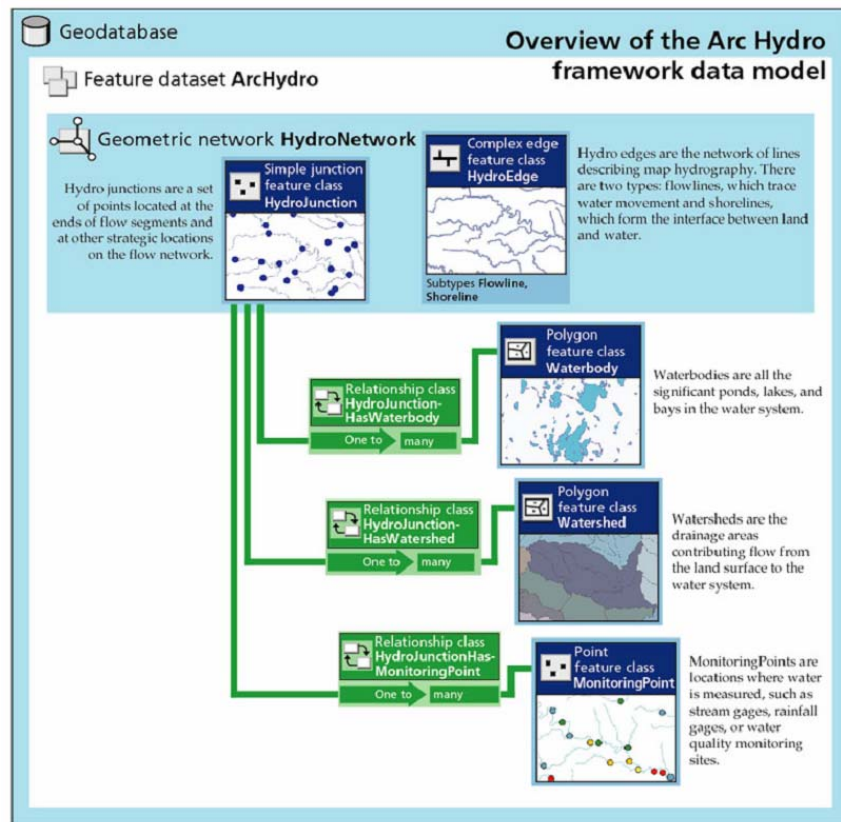 Geodatabase
Overview of the Arc Hydro
framework data model
Feature dataset ArcHydro
Geometric network HydroNetwork
Hydro junctions are a set
of points located at the
ends of flow segments and
at other strategic locations
on the flow network.
Simple junction
feature class
HydroJunction
Complex edge
feature class
HydroEdge
Subtypes Flowline,
Shoreline
Hydro edges are the network of lines
describing map hydrography. There
are two types: flowlines, which trace
water movement and shorelines,
which form the interface between land
and water.
Relationship class
HydroJunction-
HasWaterbody
One to many
Polygon
feature class
Waterbody
Waterbodies are all the
significant ponds, lakes, and
bays in the water system.
Relationship class
HydroJunction-
HasWatershed
One to many
Polygon
feature class
Watershed
Watersheds are the
drainage areas
contributing flow from
the land surface to the
water system.
Relationship class
HydroJunctionHas-
MonitoringPoint
One to many
Point
feature class
MonitoringPoint
MonitoringPoints are
locations where water
is measured, such as
stream gages, rainfall
gages, or water
quality monitoring
sites.